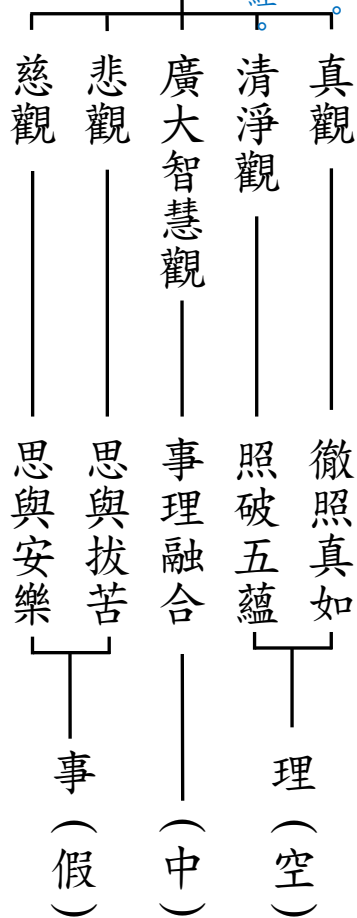 真觀
徹照真如
清淨觀
照破五蘊
理（空）
廣大智慧觀
事理融合
（中）
悲觀
思與拔苦
慈觀
思與安樂
事（假）